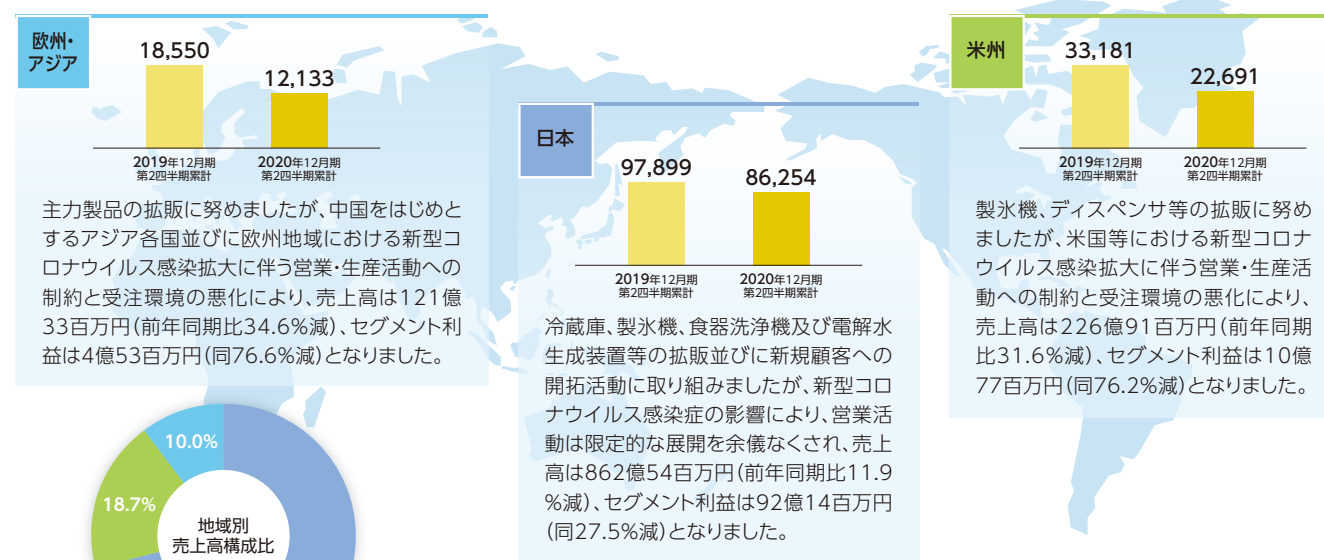 欧州・
アジア
18,550
12,133
2019年12月期
第2四半期累計
2020年12月期
第2四半期累計
主力製品の拡販に努めましたが、中国をはじめと
するアジア各国並びに欧州地域における新型コ
ロナウイルス感染拡大に伴う営業・生産活動への
制約と受注環境の悪化により、売上高は121億
33百万円(前年同期比34.6%減)、セグメント利
益は4億53百万円(同76.6%減)となりました。
日本
97,899
86,254
2019年12月期
第2四半期累計
2020年12月期
第2四半期累計
冷蔵庫、製氷機、食器洗浄機及び電解水
生成装置等の拡販並びに新規顧客への
開拓活動に取り組みましたが、新型コロ
ナウイルス感染症の影響により、営業活
動は限定的な展開を余儀なくされ、売上
高は862億54百万円(前年同期比11.9
%減)、セグメント利益は92億14百万円
(同27.5%減)となりました。
米州
33,181
22,691
2019年12月期
第2四半期累計
2020年12月期
第2四半期累計
製氷機、ディスペンサ等の拡販に努め
ましたが、米国等における新型コロナ
ウイルス感染拡大に伴う営業・生産活
動への制約と受注環境の悪化により、
売上高は226億91百万円(前年同期
比31.6%減)、セグメント利益は10億
77百万円(同76.2%減)となりました。
10.0%
18.7%
地域別
売上高構成比